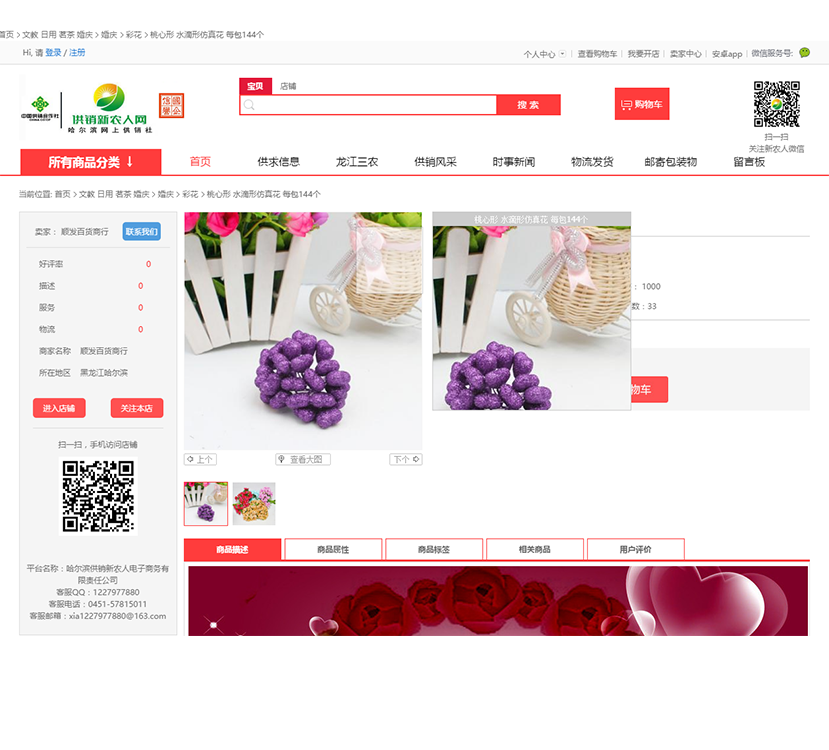 首页 > 文教 日用 茗茶 婚庆 > 婚庆 > 彩花 > 桃心形 水滴形仿真花 每包144个
Hi, 请 登录 / 注册
个人中心 查看购物车 我要开店 卖家中心 安卓app 微信服务号:
宝贝 店铺
搜 索
购物车
供销新农人网
哈尔滨网上供销社
扫一扫
关注新农人微信
所有商品分类 ↓ 首页 供求信息 龙江三农 供销风采 时事新闻 物流发货 邮寄包装物 留言板
当前位置: 首页 > 文教 日用 茗茶 婚庆 > 婚庆 > 彩花 > 桃心形 水滴形仿真花 每包144个
卖家： 顺发百货商行 联系我们
好评率 0
描述 0
服务 0
物流 0
商家名称 顺发百货商行
所在地区 黑龙江哈尔滨
进入店铺 关注本店
扫一扫，手机访问店铺
平台名称：哈尔滨供销新农人电子商务有
限责任公司
客服QQ：1227977880
客服电话：0451-57815011
客服邮箱：xia1227977880@163.com
桃心形 水滴形仿真花 每包144个
：1000
数：33
物车
上个 查看大图 下个
商品描述 商品属性 商品标签 相关商品 用户评价